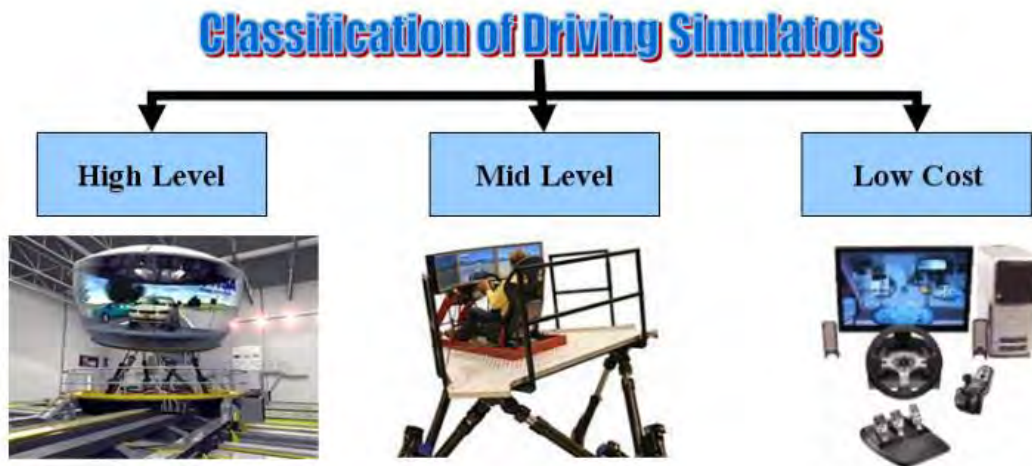 Classification of Driving Simulators
High Level
Mid Level
Low Cost